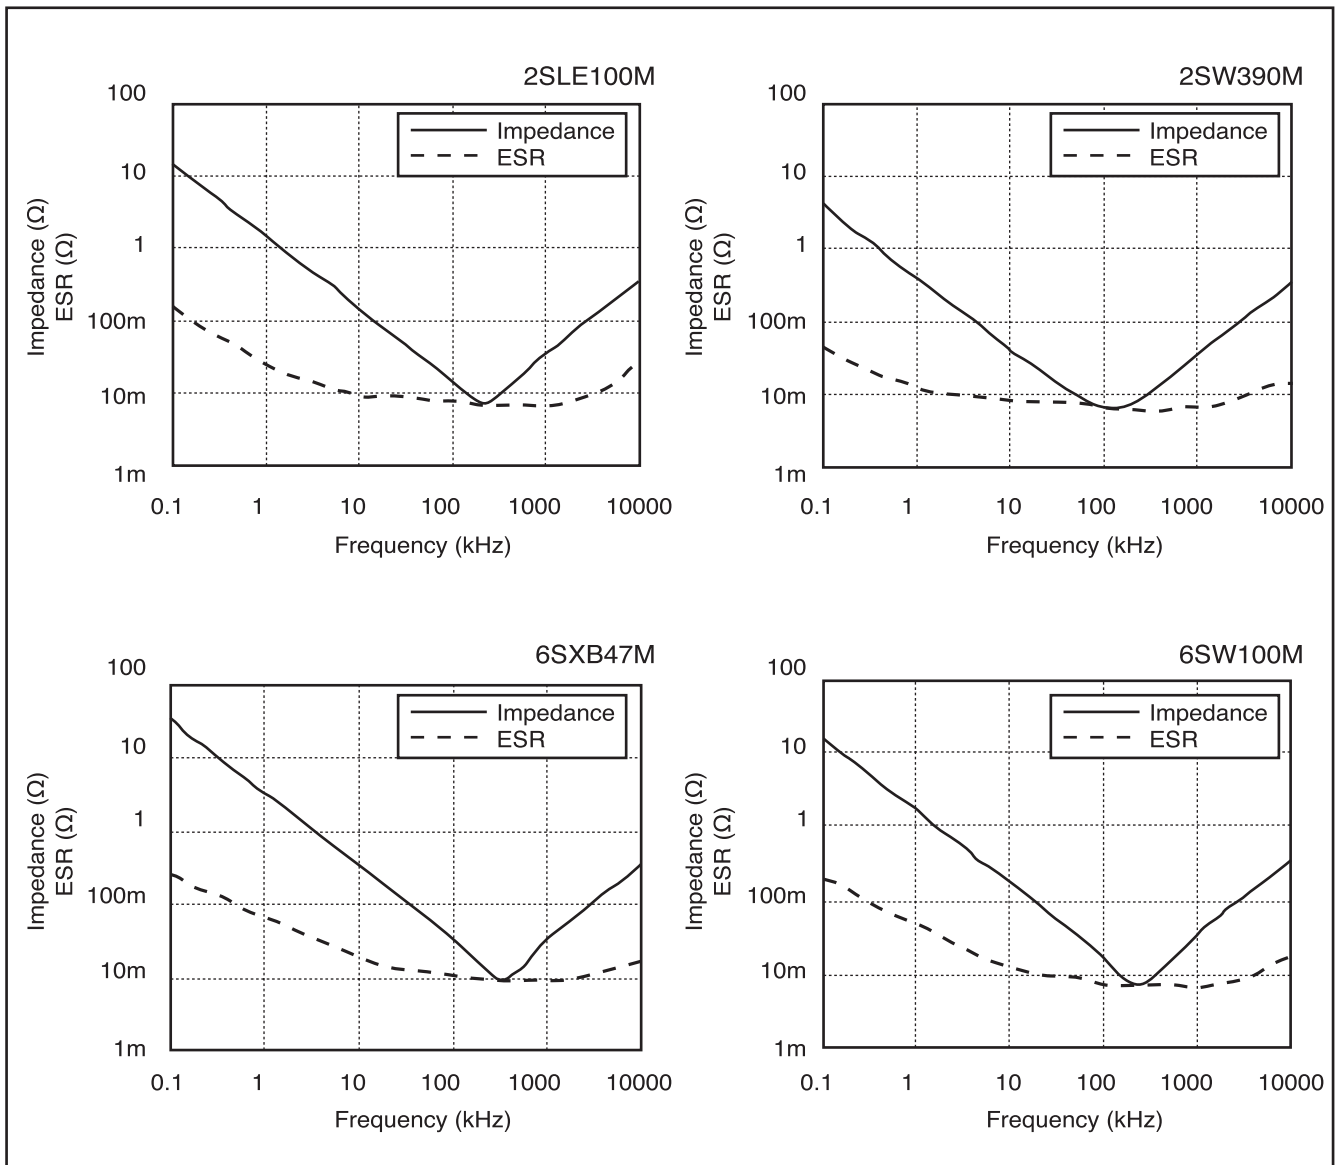 2SLE100M
100
10
1
100m
10m
1m
Impedance (Ω)
ESR (Ω)
Impedance
ESR
0.1 1 10 100 1000 10000
Frequency (kHz)
2SW390M
100
10
1
100m
10m
1m
Impedance (Ω)
ESR (Ω)
Impedance
ESR
0.1 1 10 100 1000 10000
Frequency (kHz)
6SXB47M
100
10
1
100m
10m
1m
Impedance (Ω)
ESR (Ω)
Impedance
ESR
0.1 1 10 100 1000 10000
Frequency (kHz)
6SW100M
100
10
1
100m
10m
1m
Impedance (Ω)
ESR (Ω)
Impedance
ESR
0.1 1 10 100 1000 10000
Frequency (kHz)